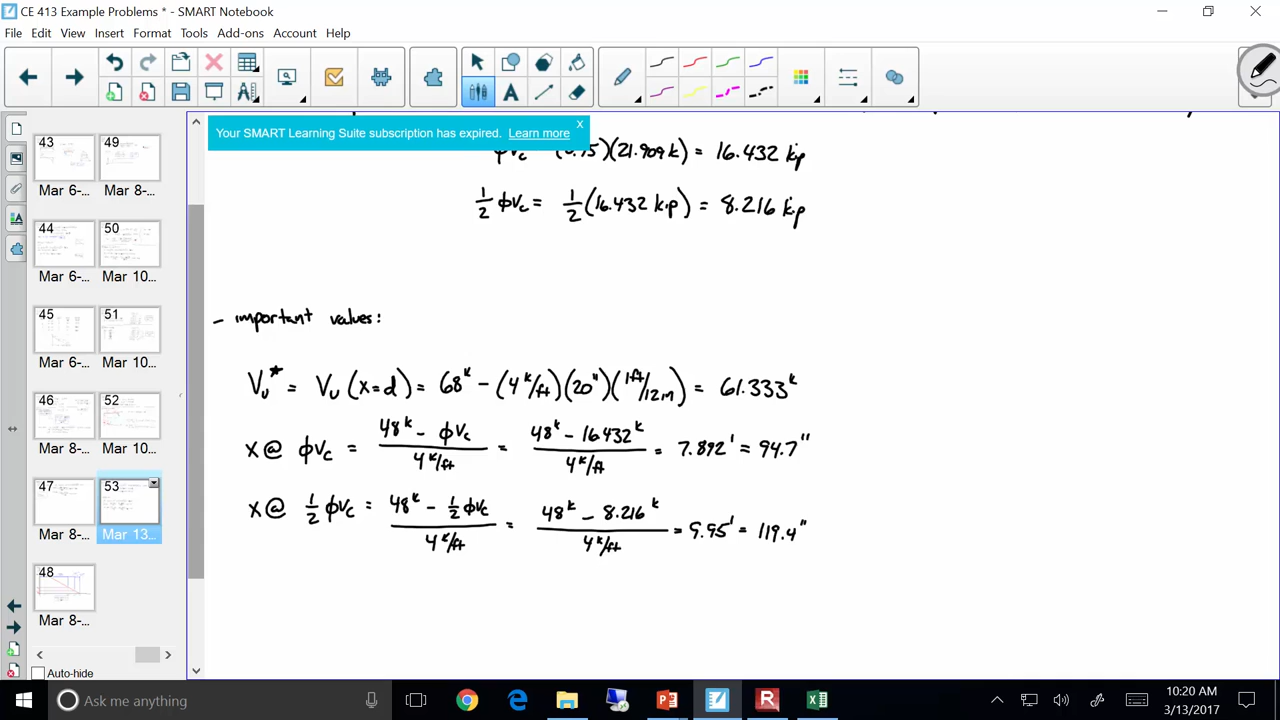 CE 413 Example Problems * - SMART Notebook
File Edit View Insert Format Tools Add-ons Account Help
Your SMART Learning Suite subscription has expired. Learn more x
43 49
Mar 6-... Mar 8-...
44 50
Mar 6-... Mar 10...
45 51
Mar 6-... Mar 10...
46 52
Mar 8-... Mar 10...
47 53
Mar 8-... Mar 13...
48
Mar 8-...
Auto-hide
(21.909 k) = 16.432 kip
1/2 φVc = 1/2 (16.432 kip) = 8.216 kip
- important values:
Vu* = Vu (x=d) = 68k - (4 k/ft)(20")(1ft/12in) = 61.333k
x @ φVc = 48k - φVc / 4 k/ft = 48k - 16.432k / 4 k/ft = 7.892' = 94.7"
x @ 1/2 φVc = 48k - 1/2 φVc / 4 k/ft = 48k - 8.216k / 4 k/ft = 9.95' = 119.4"
Ask me anything
10:20 AM
3/13/2017